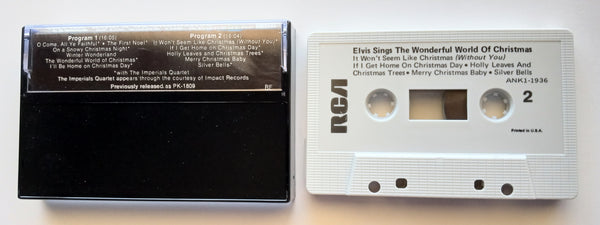 Program 1 (16:05)
O Come, All Ye Faithful* • The First Noel*
On a Snowy Christmas Night*
Winter Wonderland
The Wonderful World of Christmas*
I'll Be Home on Christmas Day*
Program 2 (16:04)
It Won't Seem Like Christmas (Without You)*
If I Get Home on Christmas Day*
Holly Leaves and Christmas Trees*
Merry Christmas Baby
Silver Bells*
*with The Imperials Quartet
The Imperials Quartet appears through the courtesy of Impact Records
Previously released as PK-1809
RE
RCA
Elvis Sings The Wonderful World Of Christmas
It Won't Seem Like Christmas (Without You)
If I Get Home On Christmas Day • Holly Leaves And
Christmas Trees • Merry Christmas Baby • Silver Bells
ANK1-1936
2
Printed in U.S.A.